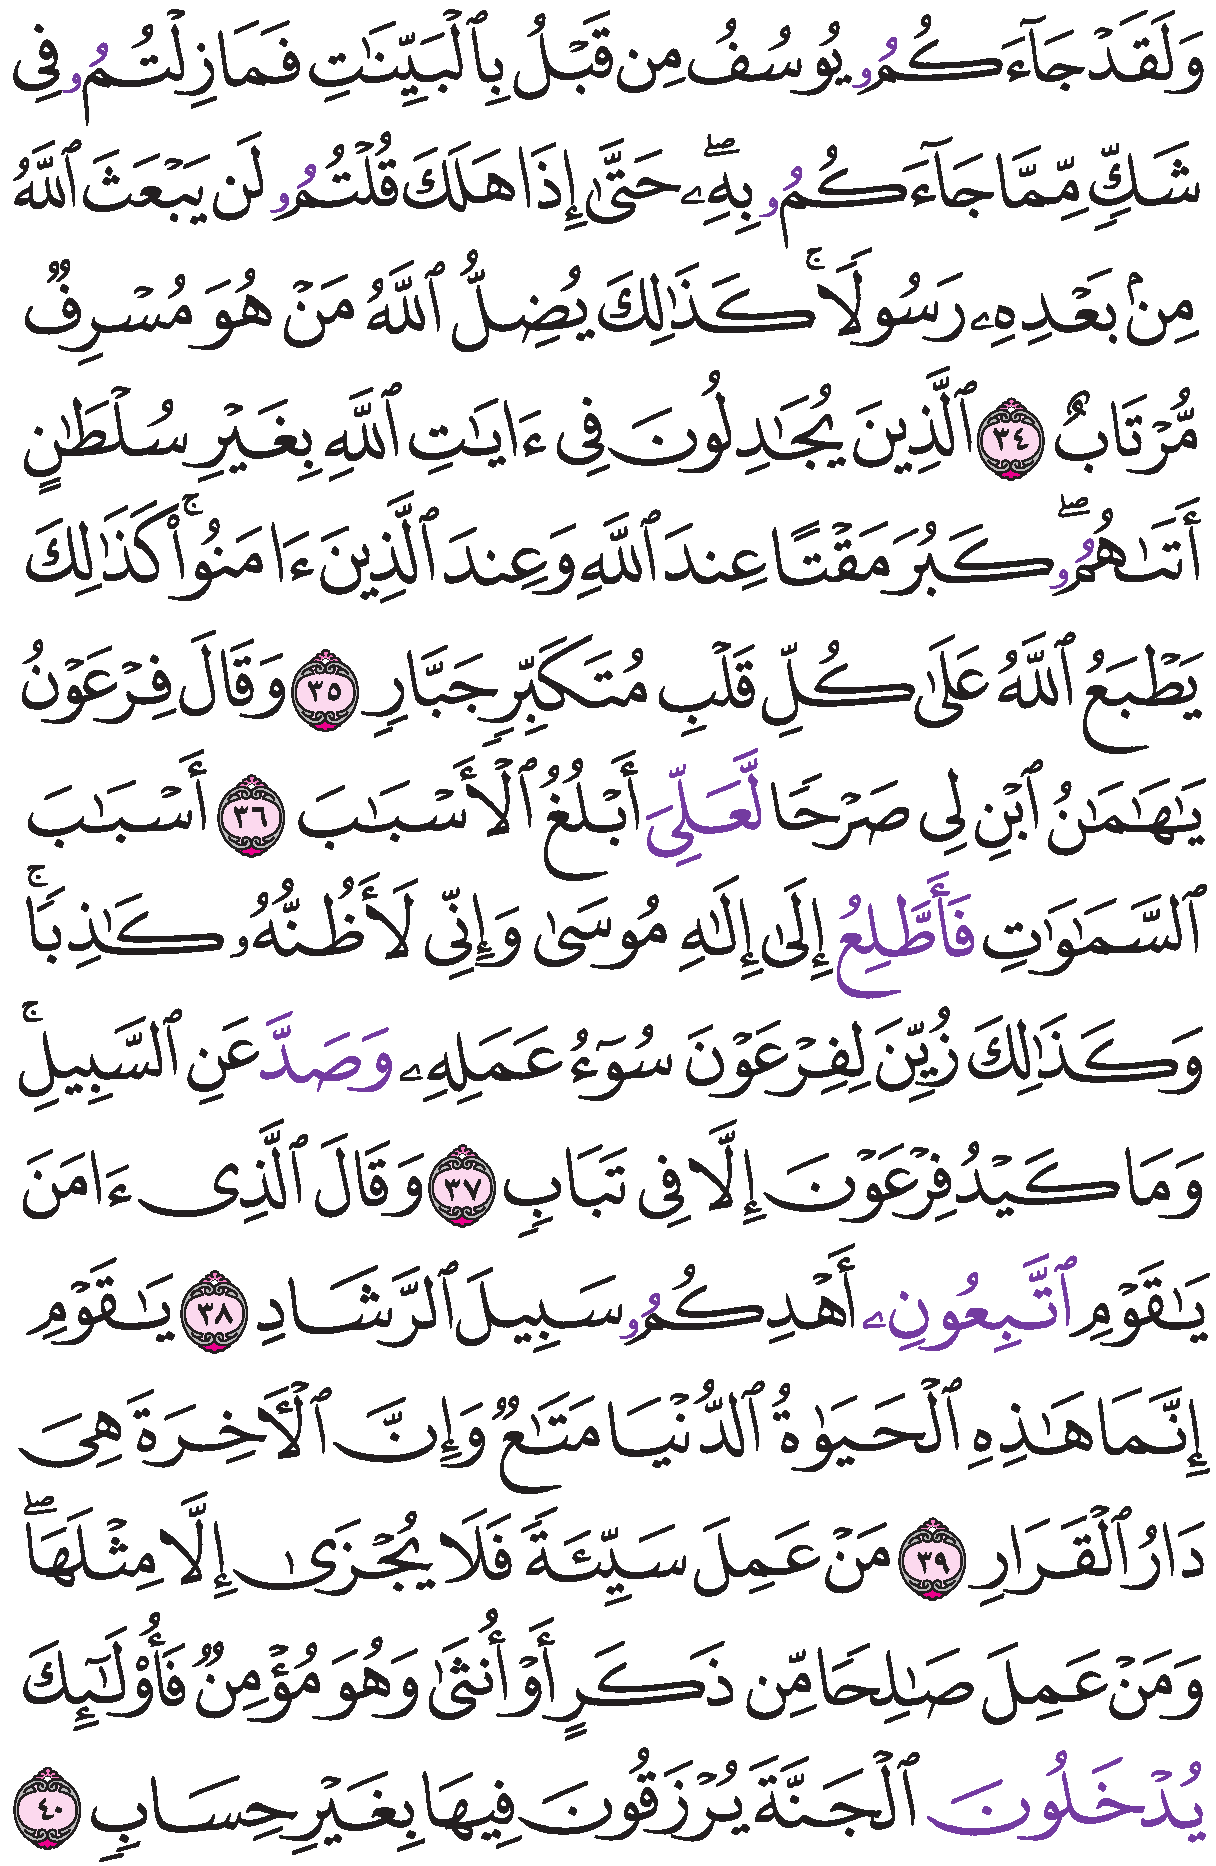 وَلَقَدْ جَآءَكُمُۥ يُوسُفُ مِن قَبْلُ بِٱلْبَيِّنَٰتِ فَمَا زِلْتُمُۥ فِى
شَكٍّ مِّمَّا جَآءَكُمُۥ بِهِۦۖ حَتَّىٰ إِذَا هَلَكَ قُلْتُمُۥ لَن يَبْعَثَ ٱللَّهُ
مِنۢ بَعْدِهِۦ رَسُولًاۚ كَذَٰلِكَ يُضِلُّ ٱللَّهُ مَنْ هُوَ مُسْرِفٌ
مُّرْتَابٌ ٣٤ ٱلَّذِينَ يُجَٰدِلُونَ فِى ءَايَٰتِ ٱللَّهِ بِغَيْرِ سُلْطَٰنٍ
أَتَىٰهُمُۥۖ كَبُرَ مَقْتًا عِندَ ٱللَّهِ وَعِندَ ٱلَّذِينَ ءَامَنُوا۟ۚ كَذَٰلِكَ
يَطْبَعُ ٱللَّهُ عَلَىٰ كُلِّ قَلْبِ مُتَكَبِّرٍ جَبَّارٍ ٣٥ وَقَالَ فِرْعَوْنُ
يَٰهَٰمَٰنُ ٱبْنِ لِى صَرْحًا لَّعَلِّىَ أَبْلُغُ ٱلْأَسْبَٰبَ ٣٦ أَسْبَٰبَ
ٱلسَّمَٰوَٰتِ فَأَطَّلِعُ إِلَىٰ إِلَٰهِ مُوسَىٰ وَإِنِّى لَأَظُنُّهُۥ كَٰذِبًاۚ
وَكَذَٰلِكَ زُيِّنَ لِفِرْعَوْنَ سُوٓءُ عَمَلِهِۦ وَصَدَّ عَنِ ٱلسَّبِيلِۚ
وَمَا كَيْدُ فِرْعَوْنَ إِلَّا فِى تَبَابٍ ٣٧ وَقَالَ ٱلَّذِى ءَامَنَ
يَٰقَوْمِ ٱتَّبِعُونِۦ أَهْدِكُمُۥ سَبِيلَ ٱلرَّشَادِ ٣٨ يَٰقَوْمِ
إِنَّمَا هَٰذِهِ ٱلْحَيَوٰةُ ٱلدُّنْيَا مَتَٰعٌ وَإِنَّ ٱلْأَخِرَةَ هِىَ
دَارُ ٱلْقَرَارِ ٣٩ مَنْ عَمِلَ سَيِّئَةً فَلَا يُجْزَىٰ إِلَّا مِثْلَهَاۖ
وَمَنْ عَمِلَ صَٰلِحًا مِّن ذَكَرٍ أَوْ أُنثَىٰ وَهُوَ مُؤْمِنٌ فَأُو۟لَٰٓئِكَ
يُدْخَلُونَ ٱلْجَنَّةَ يُرْزَقُونَ فِيهَا بِغَيْرِ حِسَابٍ ٤٠